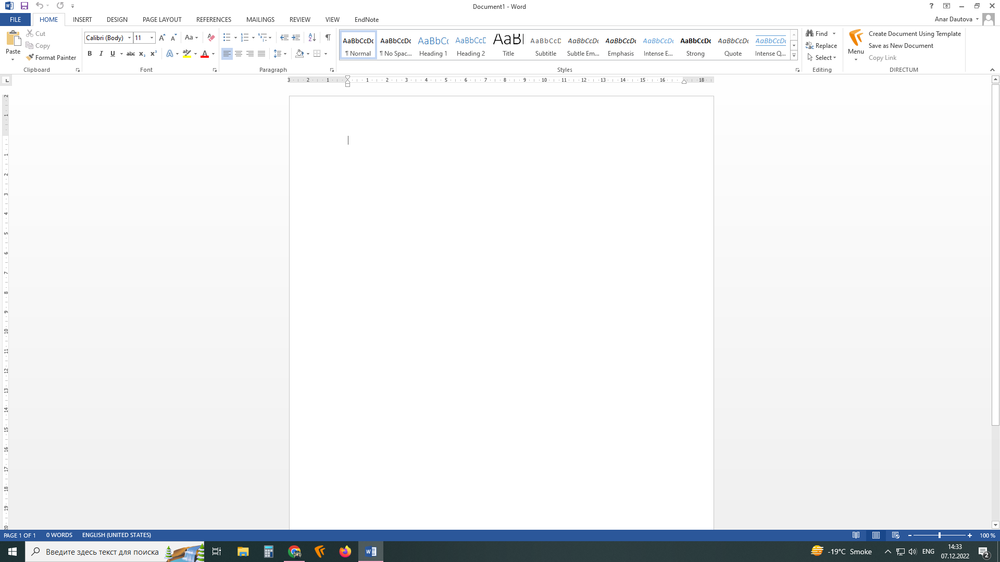 Document1 - Word
FILE HOME INSERT DESIGN PAGE LAYOUT REFERENCES MAILINGS REVIEW VIEW EndNote
Anar Dautova
Paste
Cut
Copy
Format Painter
Clipboard
Calibri (Body) 11
Font
Paragraph
AaBbCcDc AaBbCcDc AaBbCc AaBbCcD AaBl AaBbCcD AaBbCcDc AaBbCcDc AaBbCcDc AaBbCcDc AaBbCcDc AaBbCcDc
¶ Normal ¶ No Spac... Heading 1 Heading 2 Title Subtitle Subtle Em... Emphasis Intense E... Strong Quote Intense Q...
Styles
Find
Replace
Select
Editing
Menu
Create Document Using Template
Save as New Document
Copy Link
DIRECTUM
3 2 1 1 2 3 4 5 6 7 8 9 10 11 12 13 14 15 16 18
2
1
1
2
3
4
5
6
7
8
9
10
11
12
13
14
15
16
17
18
19
20
PAGE 1 OF 1 0 WORDS ENGLISH (UNITED STATES)
100 %
Введите здесь текст для поиска
-19°C Smoke
ENG
14:33
07.12.2022
2